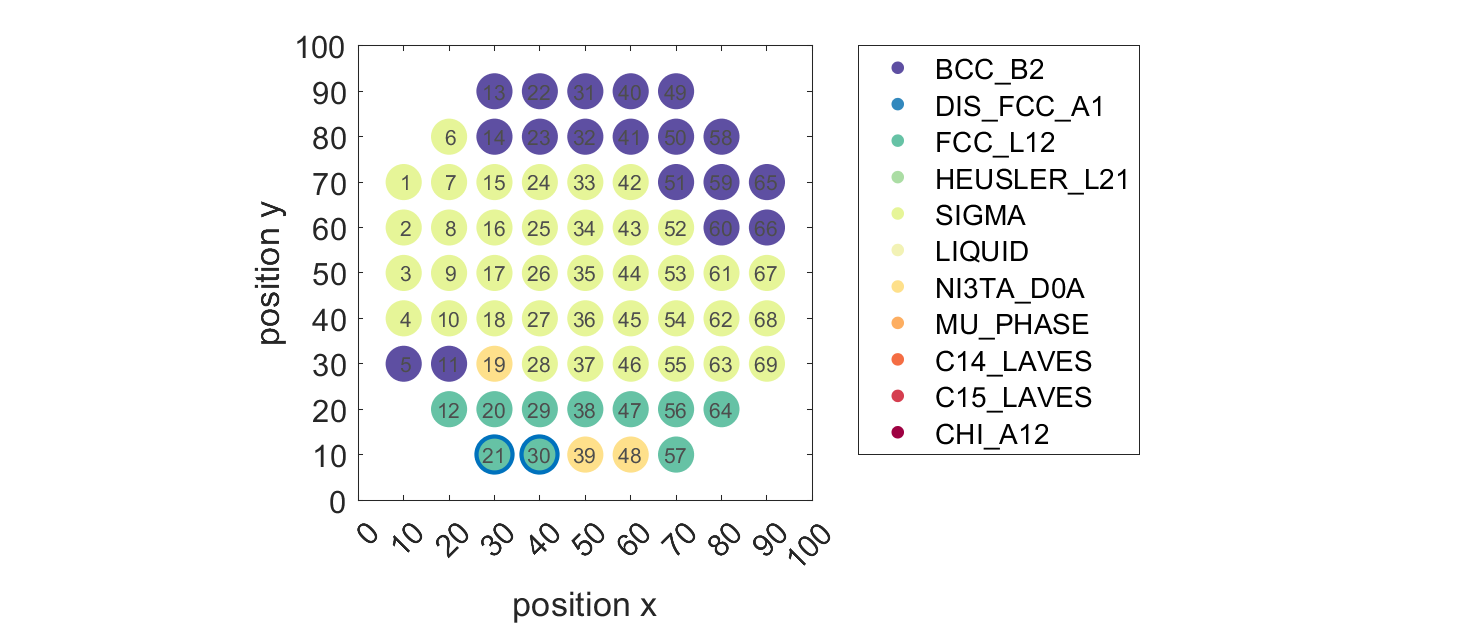 100
90
80
70
60
50
40
30
20
10
0
position y
13 22 31 40 49
6 14 23 32 41 50 58
1 7 15 24 33 42 51 59 65
2 8 16 25 34 43 52 60 66
3 9 17 26 35 44 53 61 67
4 10 18 27 36 45 54 62 68
5 11 19 28 37 46 55 63 69
12 20 29 38 47 56 64
21 30 39 48 57
0 10 20 30 40 50 60 70 80 90 100
position x
BCC_B2
DIS_FCC_A1
FCC_L12
HEUSLER_L21
SIGMA
LIQUID
NI3TA_D0A
MU_PHASE
C14_LAVES
C15_LAVES
CHI_A12